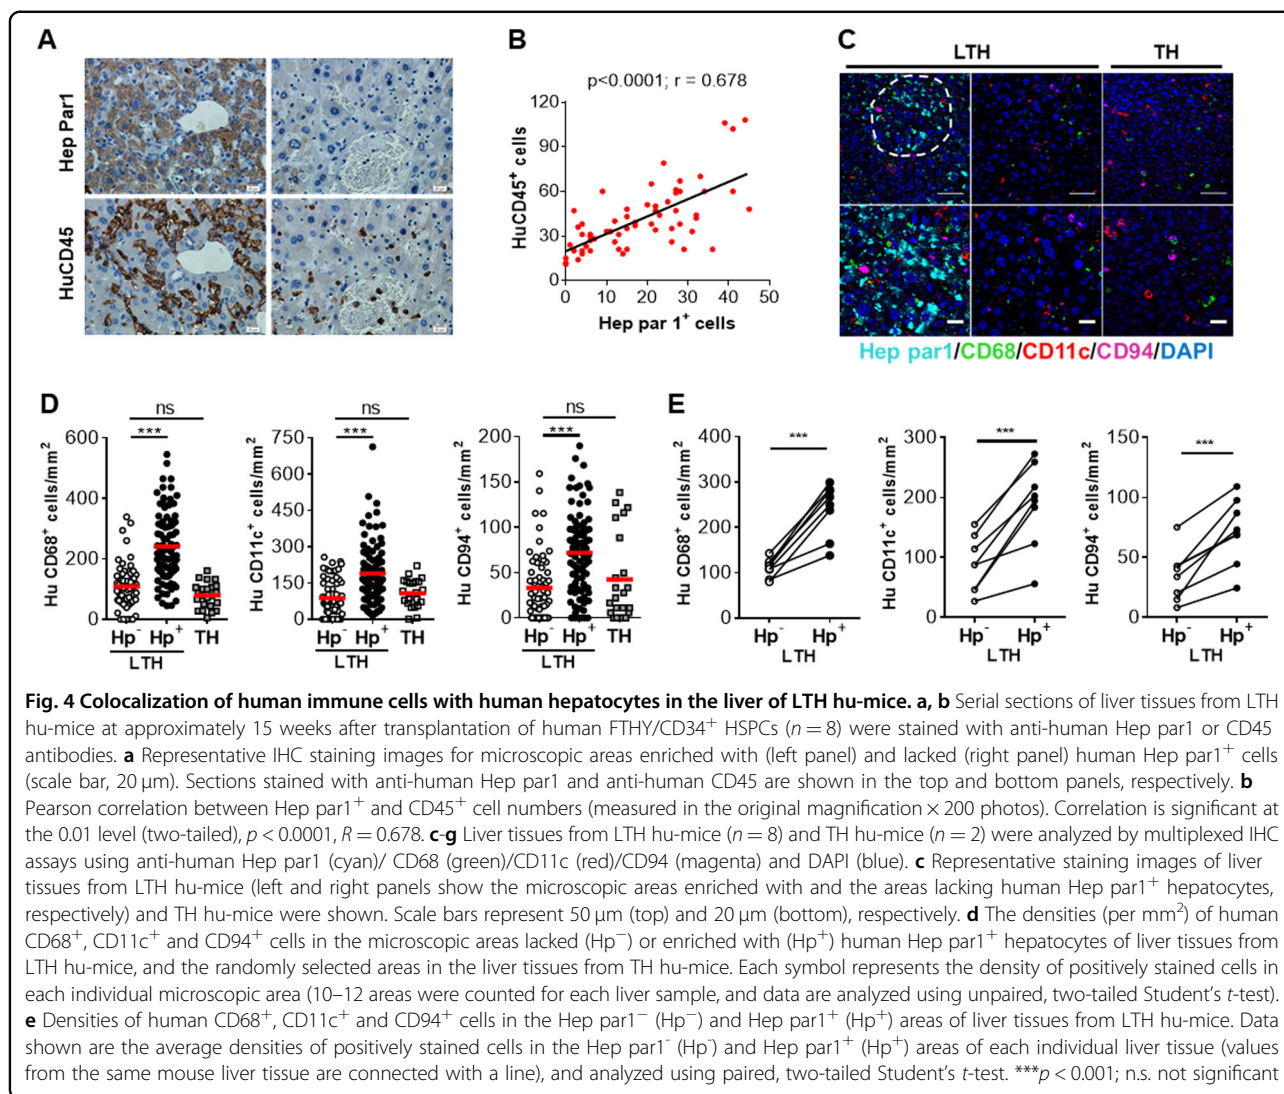 A
Hep Par1
HuCD45
B
p<0.0001; r = 0.678
HuCD45⁺ cells
120
90
60
30
0
0 10 20 30 40 50
Hep par 1⁺ cells
C
LTH TH
Hep par1/CD68/CD11c/CD94/DAPI
D
ns
***
Hu CD68⁺ cells/mm²
600
400
200
0
Hp⁻ Hp⁺ TH
LTH
ns
***
Hu CD11c⁺ cells/mm²
750
600
450
300
150
0
Hp⁻ Hp⁺ TH
LTH
ns
***
Hu CD94⁺ cells/mm²
200
150
100
50
0
Hp⁻ Hp⁺ TH
LTH
E
***
Hu CD68⁺ cells/mm²
400
300
200
100
0
Hp⁻ Hp⁺
LTH
***
Hu CD11c⁺ cells/mm²
300
200
100
0
Hp⁻ Hp⁺
LTH
***
Hu CD94⁺ cells/mm²
150
100
50
0
Hp⁻ Hp⁺
LTH
Fig. 4 Colocalization of human immune cells with human hepatocytes in the liver of LTH hu-mice. a, b Serial sections of liver tissues from LTH
hu-mice at approximately 15 weeks after transplantation of human FTHY/CD34⁺ HSPCs (n = 8) were stained with anti-human Hep par1 or CD45
antibodies. a Representative IHC staining images for microscopic areas enriched with (left panel) and lacked (right panel) human Hep par1⁺ cells
(scale bar, 20 μm). Sections stained with anti-human Hep par1 and anti-human CD45 are shown in the top and bottom panels, respectively. b
Pearson correlation between Hep par1⁺ and CD45⁺ cell numbers (measured in the original magnification × 200 photos). Correlation is significant at
the 0.01 level (two-tailed), p < 0.0001, R = 0.678. c-g Liver tissues from LTH hu-mice (n = 8) and TH hu-mice (n = 2) were analyzed by multiplexed IHC
assays using anti-human Hep par1 (cyan)/ CD68 (green)/CD11c (red)/CD94 (magenta) and DAPI (blue). c Representative staining images of liver
tissues from LTH hu-mice (left and right panels show the microscopic areas enriched with and the areas lacking human Hep par1⁺ hepatocytes,
respectively) and TH hu-mice were shown. Scale bars represent 50 μm (top) and 20 μm (bottom), respectively. d The densities (per mm²) of human
CD68⁺, CD11c⁺ and CD94⁺ cells in the microscopic areas lacked (Hp⁻) or enriched with (Hp⁺) human Hep par1⁺ hepatocytes of liver tissues from
LTH hu-mice, and the randomly selected areas in the liver tissues from TH hu-mice. Each symbol represents the density of positively stained cells in
each individual microscopic area (10–12 areas were counted for each liver sample, and data are analyzed using unpaired, two-tailed Student's t-test).
e Densities of human CD68⁺, CD11c⁺ and CD94⁺ cells in the Hep par1⁻ (Hp⁻) and Hep par1⁺ (Hp⁺) areas of liver tissues from LTH hu-mice. Data
shown are the average densities of positively stained cells in the Hep par1⁻ (Hp⁻) and Hep par1⁺ (Hp⁺) areas of each individual liver tissue (values
from the same mouse liver tissue are connected with a line), and analyzed using paired, two-tailed Student's t-test. ***p < 0.001; n.s. not significant